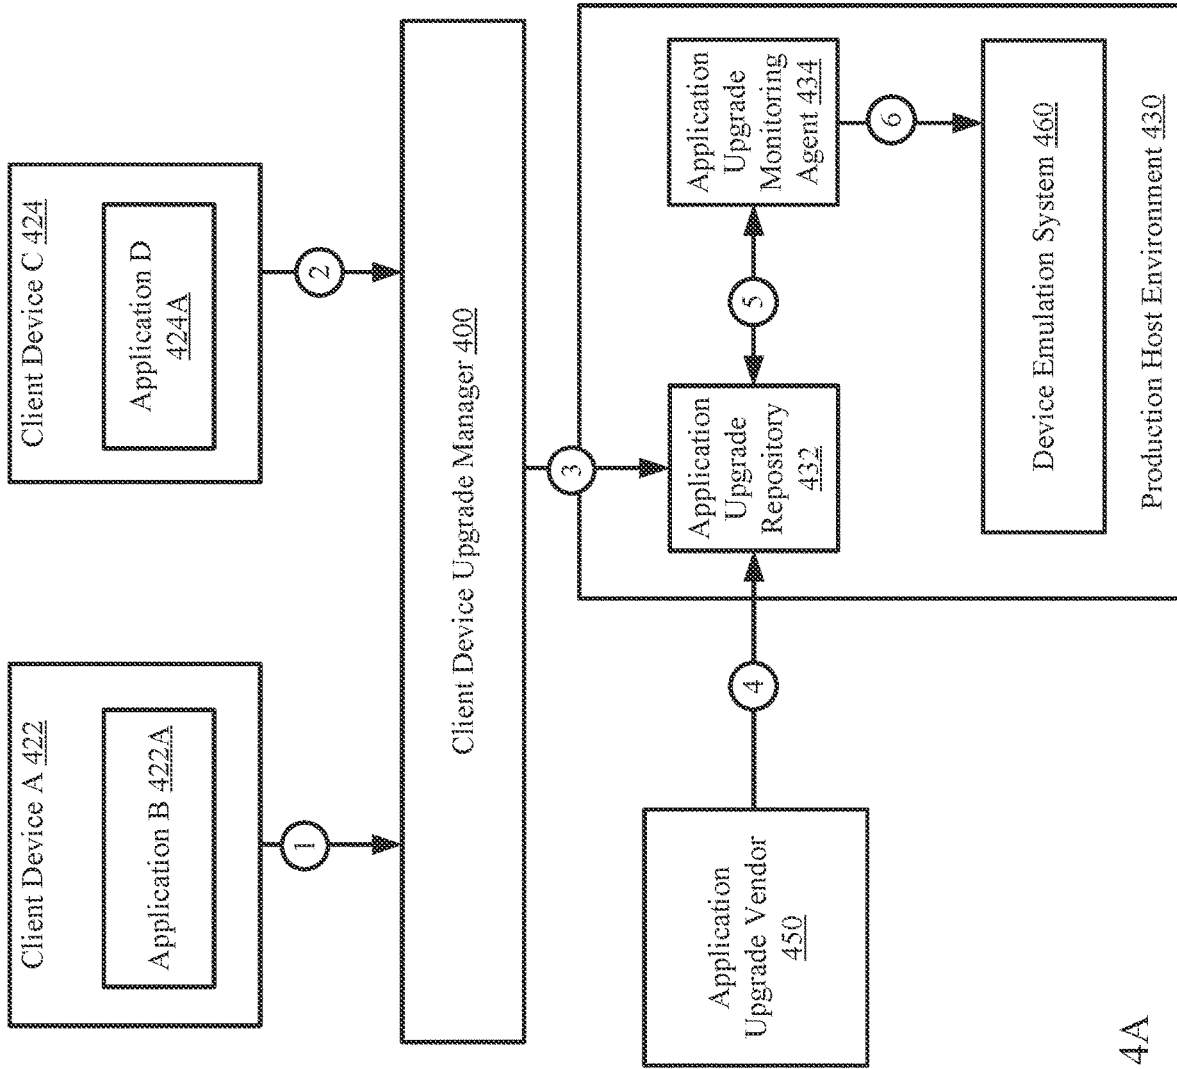 Client Device A 422
Application B 422A
1
Client Device C 424
Application D
424A
2
Client Device Upgrade Manager 400
3
Application
Upgrade Vendor
450
4
Application
Upgrade
Repository
432
5
Application
Upgrade
Monitoring
Agent 434
6
Device Emulation System 460
Production Host Environment 430
4A